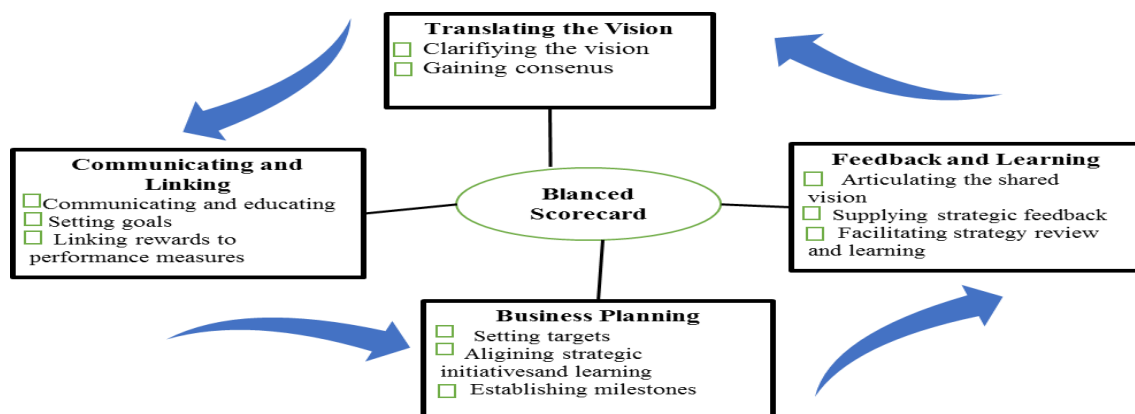 Translating the Vision
Clarifiying the vision
Gaining consenus
Communicating and
Linking
Communicating and educating
Setting goals
Linking rewards to
performance measures
Blanced
Scorecard
Feedback and Learning
Articulating the shared
vision
Supplying strategic feedback
Facilitating strategy review
and learning
Business Planning
Setting targets
Aligining strategic
initiativesand learning
Establishing milestones